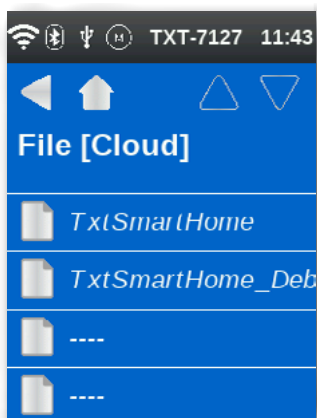 M TXT-7127 11:43
File [Cloud]
TxtSmartHome
TxtSmartHome_Deb
----
----